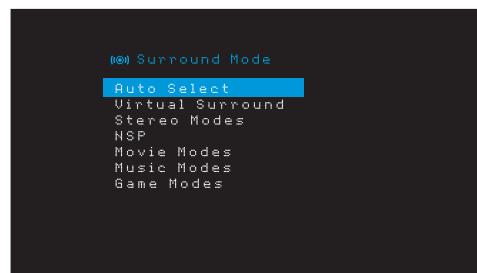 Surround Mode
Auto Select
Virtual Surround
Stereo Modes
NSP
Movie Modes
Music Modes
Game Modes